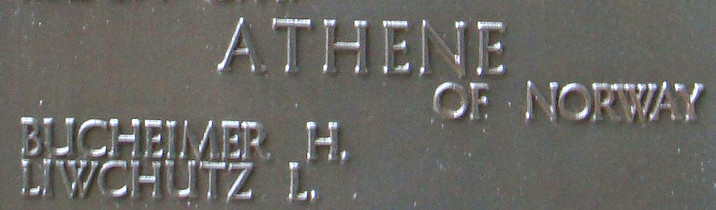 ATHENE
OF NORWAY
BUCHEIMER H.
LIWCHUTZ L.